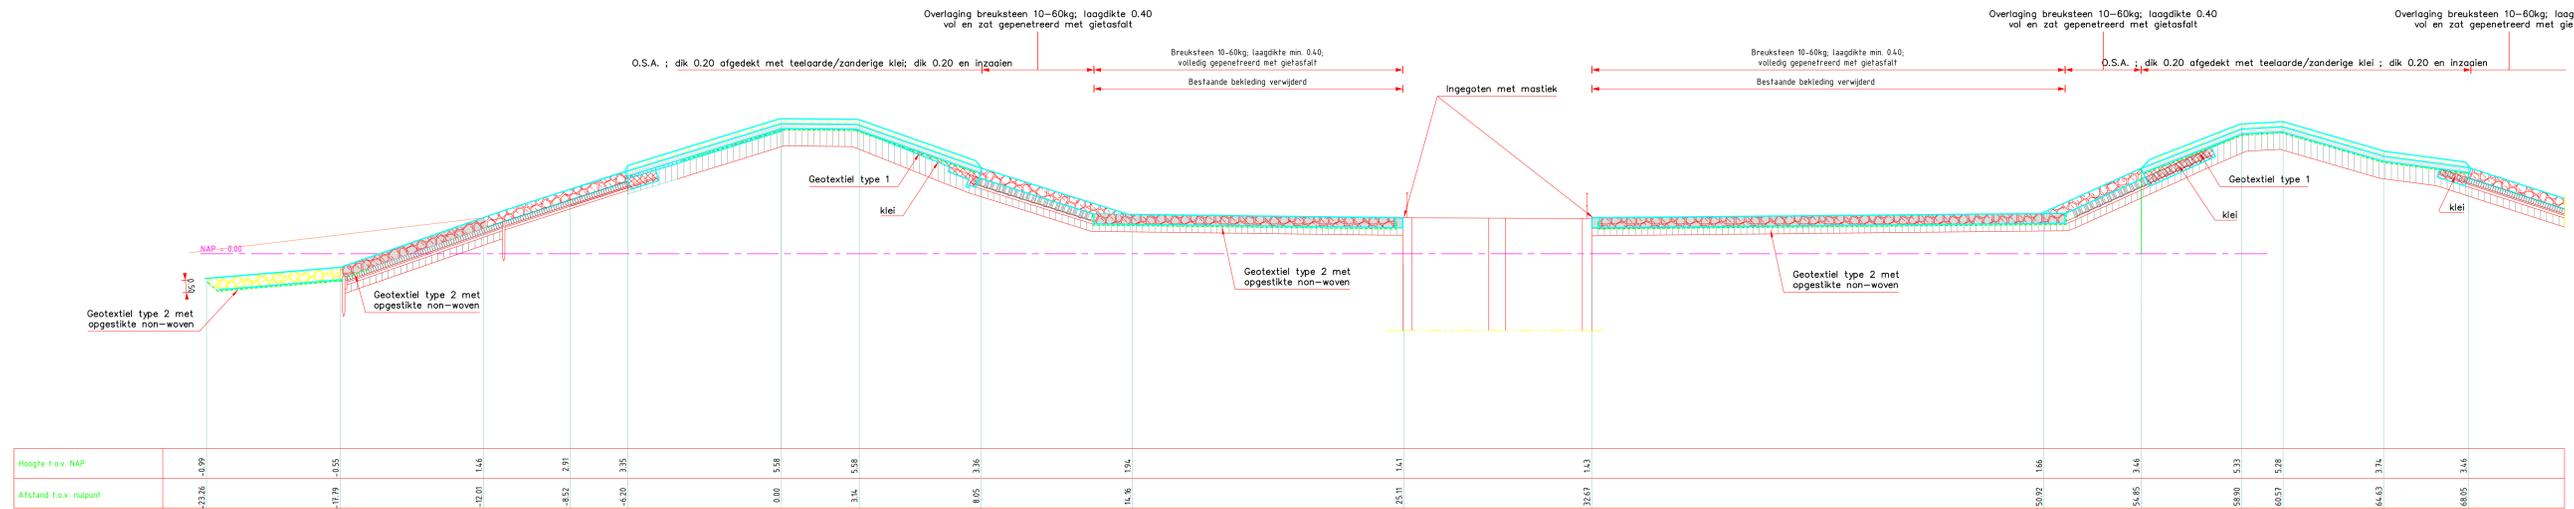 Overlaging breuksteen 10-60kg; laagdikte 0.40
vol en zat gepenetreerd met gietasfalt
Overlaging breuksteen 10-60kg; laagdikte 0.40
vol en zat gepenetreerd met gietasfalt
Overlaging breuksteen 10-60kg; laag
vol en zat gepenetreerd met gie
Breuksteen 10-60kg; laagdikte min. 0.40;
volledig gepenetreerd met gietasfalt
Breuksteen 10-60kg; laagdikte min. 0.40;
volledig gepenetreerd met gietasfalt
O.S.A. ; dik 0.20 afgedekt met teelaarde/zanderige klei; dik 0.20 en inzaaien
O.S.A. ; dik 0.20 afgedekt met teelaarde/zanderige klei ; dik 0.20 en inzaaien
Bestaande bekleding verwijderd
Bestaande bekleding verwijderd
Ingegoten met mastiek
Geotextiel type 1
klei
Geotextiel type 1
klei
klei
NAP = 0.00
0.50
Geotextiel type 2 met
opgestikte non-woven
Geotextiel type 2 met
opgestikte non-woven
Geotextiel type 2 met
opgestikte non-woven
Geotextiel type 2 met
opgestikte non-woven
Hoogte t.o.v. NAP -0.99 -0.55 1.46 2.91 3.35 5.58 5.58 3.36 1.94 1.41 1.43 1.66 3.46 5.33 5.28 3.74 3.46
Afstand t.o.v. nulpunt -23.26 -17.79 -12.01 -8.52 -6.20 0.00 3.14 8.05 14.16 25.11 32.67 50.92 54.85 58.90 60.57 64.63 68.05